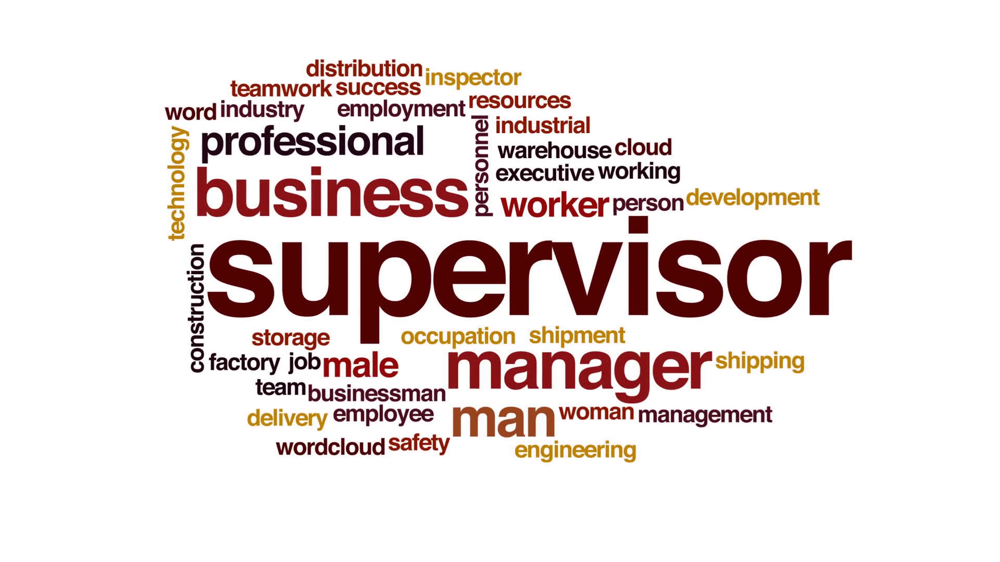 distribution
inspector
teamwork success
resources
word industry employment
personnel
industrial
technology
professional
warehouse cloud
executive working
business
worker person development
supervisor
construction
storage occupation shipment
factory job male manager shipping
team businessman
delivery employee man woman management
wordcloud safety
engineering